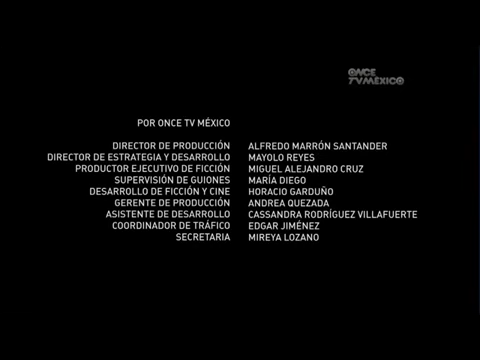 ONCE
TV MÉXICO
POR ONCE TV MÉXICO
DIRECTOR DE PRODUCCIÓN ALFREDO MARRÓN SANTANDER
DIRECTOR DE ESTRATEGIA Y DESARROLLO MAYOLO REYES
PRODUCTOR EJECUTIVO DE FICCIÓN MIGUEL ALEJANDRO CRUZ
SUPERVISIÓN DE GUIONES MARÍA DIEGO
DESARROLLO DE FICCIÓN Y CINE HORACIO GARDUÑO
GERENTE DE PRODUCCIÓN ANDREA QUEZADA
ASISTENTE DE DESARROLLO CASSANDRA RODRÍGUEZ VILLAFUERTE
COORDINADOR DE TRÁFICO EDGAR JIMÉNEZ
SECRETARIA MIREYA LOZANO